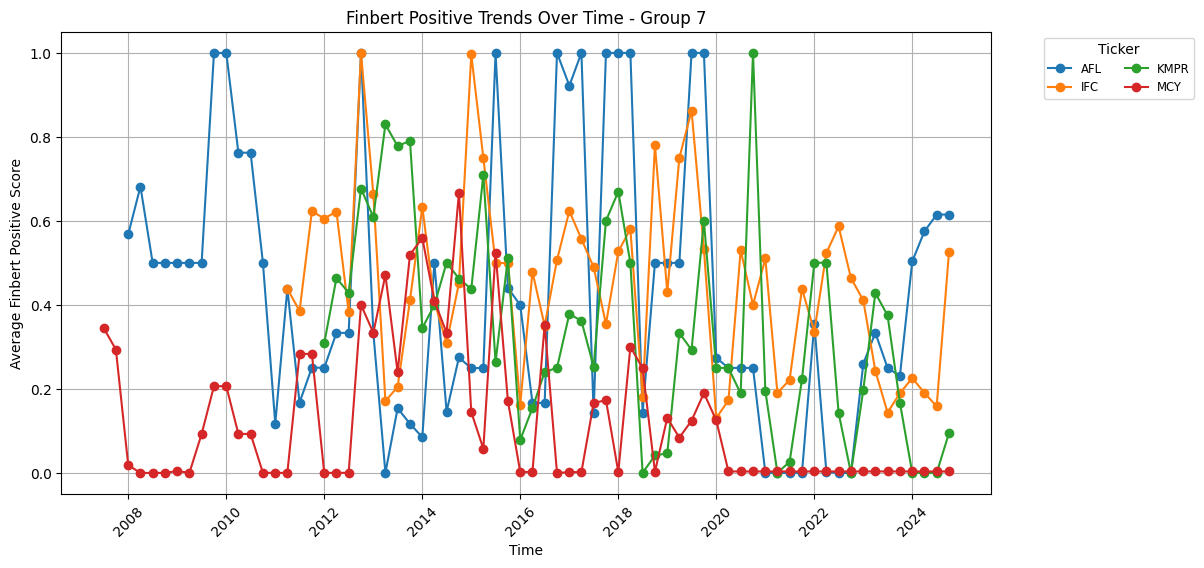 Finbert Positive Trends Over Time - Group 7
Average Finbert Positive Score
1.0
0.8
0.6
0.4
0.2
0.0
2008
2010
2012
2014
2016
2018
2020
2022
2024
Time
Ticker
AFL
IFC
KMPR
MCY